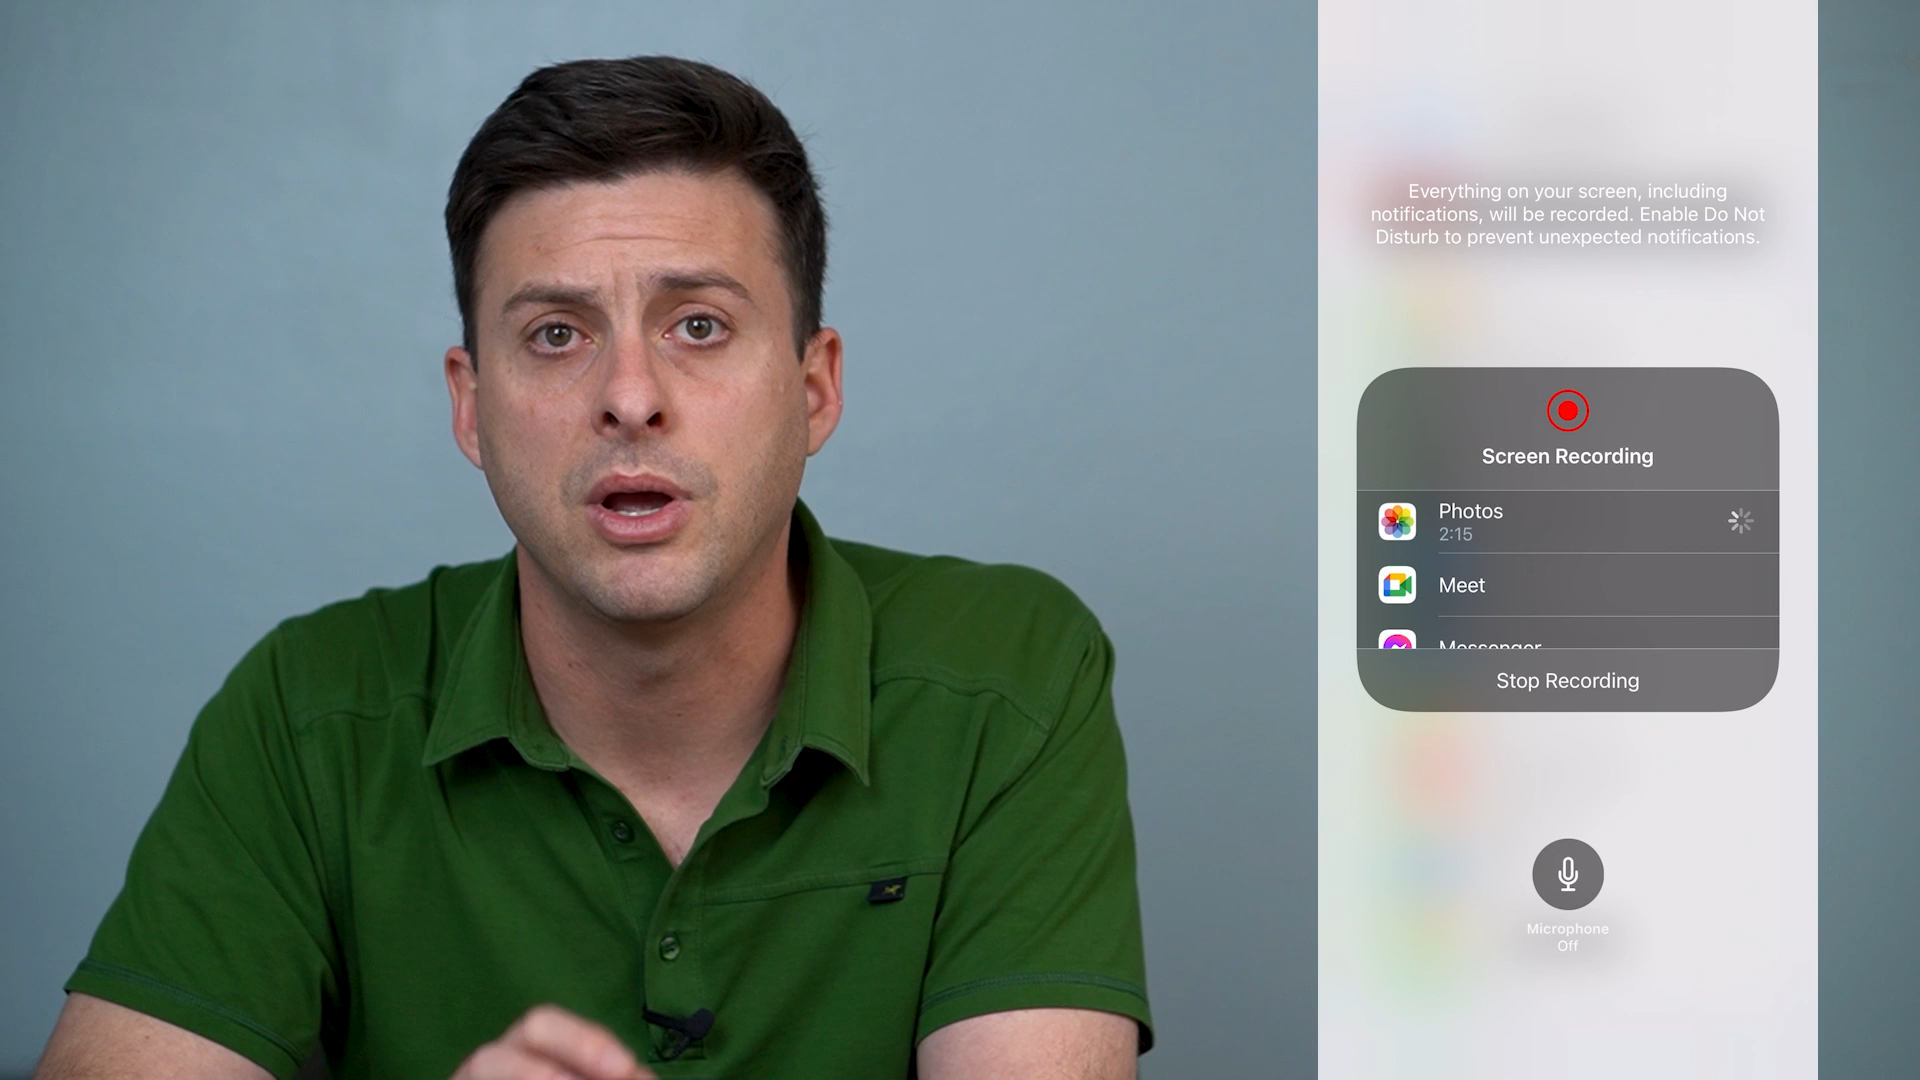 Everything on your screen, including
notifications, will be recorded. Enable Do Not
Disturb to prevent unexpected notifications.
Screen Recording
Photos
2:15
Meet
Messenger
Stop Recording
Microphone
Off